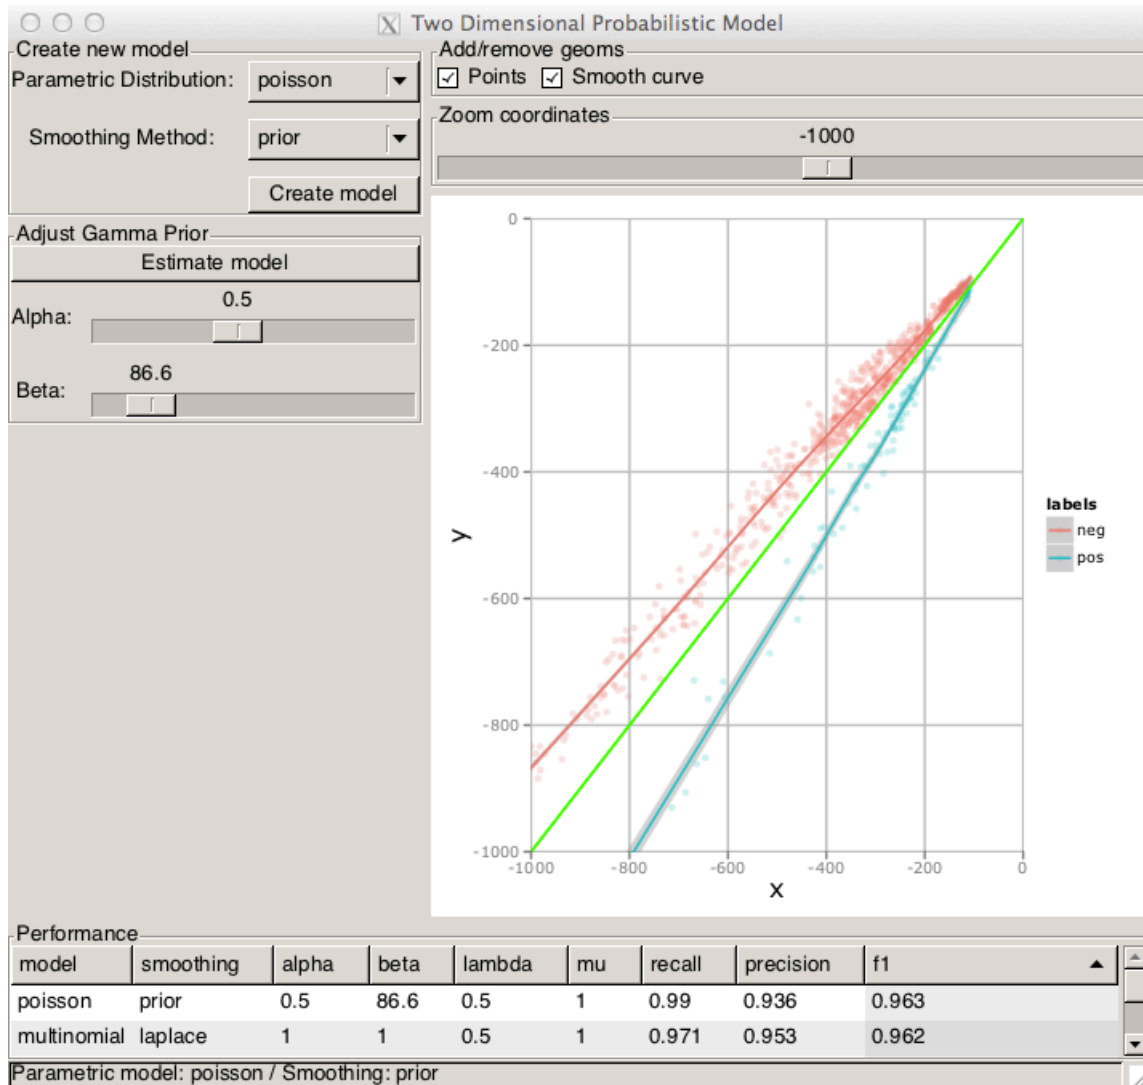 Two Dimensional Probabilistic Model
Create new model
Parametric Distribution: poisson
Smoothing Method: prior
Create model
Adjust Gamma Prior
Estimate model
0.5
Alpha:
86.6
Beta:
Add/remove geoms
Points Smooth curve
Zoom coordinates
-1000
0
-200
-400
-600
-800
-1000
y
-1000 -800 -600 -400 -200 0
x
labels
neg
pos
Performance
model smoothing alpha beta lambda mu recall precision f1
poisson prior 0.5 86.6 0.5 1 0.99 0.936 0.963
multinomial laplace 1 1 0.5 1 0.971 0.953 0.962
Parametric model: poisson / Smoothing: prior